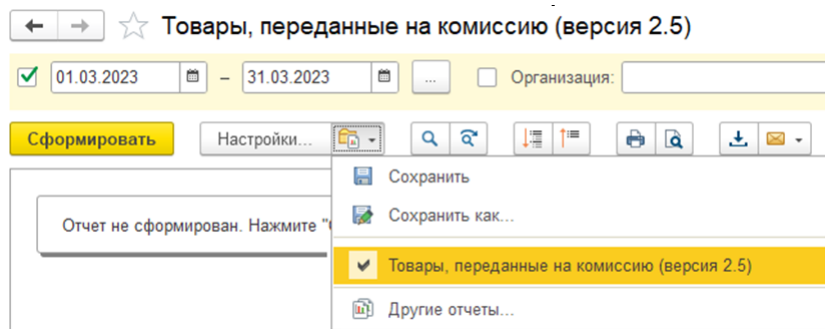 Товары, переданные на комиссию (версия 2.5)
01.03.2023 – 31.03.2023 ... Организация:
Сформировать Настройки...
Сохранить
Сохранить как...
Отчет не сформирован. Нажмите "
Товары, переданные на комиссию (версия 2.5)
Другие отчеты...